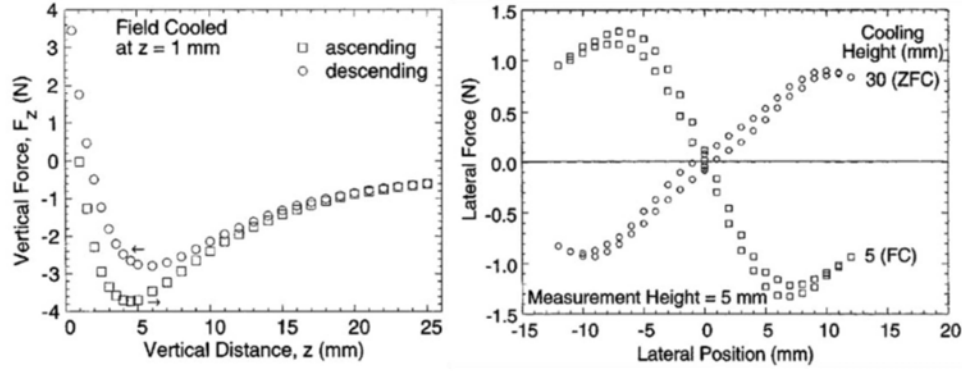 Field Cooled
at z = 1 mm
□ ascending
○ descending
Vertical Force, F_z (N)
4
3
2
1
0
-1
-2
-3
-4
0
5
10
15
20
25
Vertical Distance, z (mm)
Cooling
Height (mm)
30 (ZFC)
5 (FC)
Measurement Height = 5 mm
Lateral Force (N)
1.5
1.0
0.5
0.0
-0.5
-1.0
-1.5
-15
-10
-5
0
5
10
15
20
Lateral Position (mm)